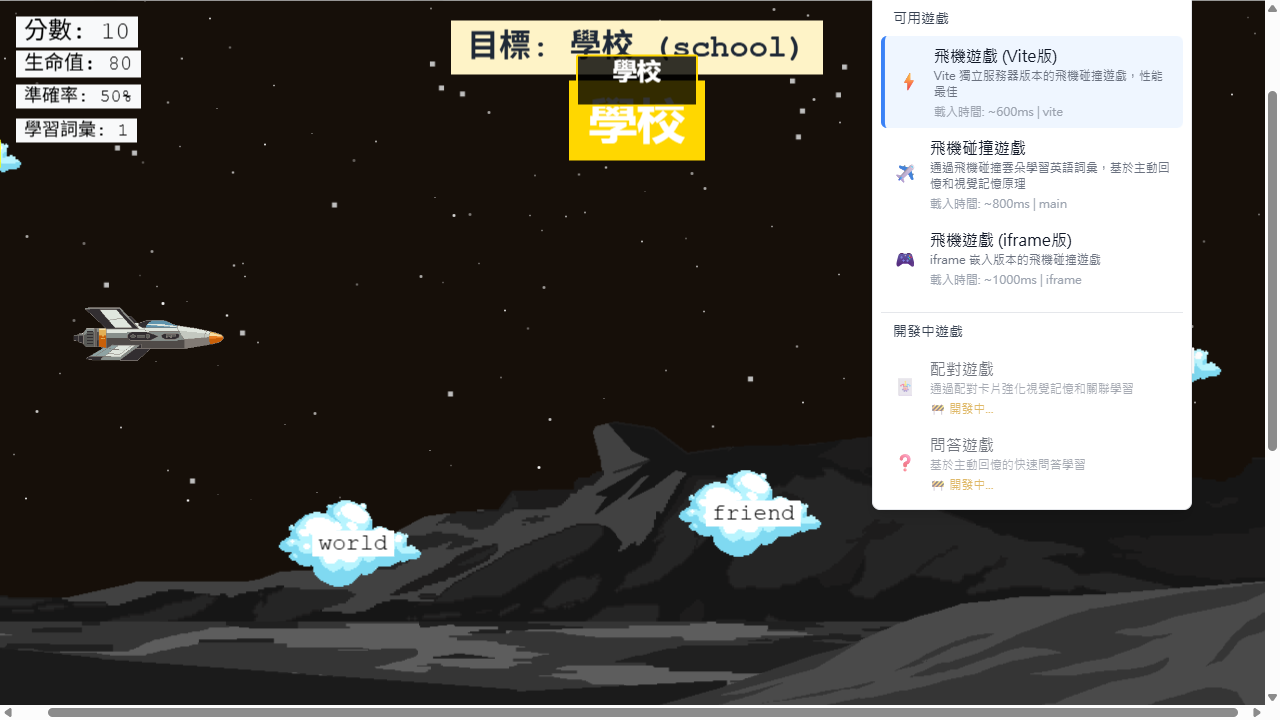 分數: 10
生命值: 80
準確率: 50%
學習詞彙: 1
目標: 學校 (school)
學校
學校
world
friend
可用遊戲
飛機遊戲 (Vite版)
Vite 獨立服務器版本的飛機碰撞遊戲，性能
最佳
載入時間: ~600ms | vite
飛機碰撞遊戲
通過飛機碰撞雲朵學習英語詞彙，基於主動回
憶和視覺記憶原理
載入時間: ~800ms | main
飛機遊戲 (iframe版)
iframe 嵌入版本的飛機碰撞遊戲
載入時間: ~1000ms | iframe
開發中遊戲
配對遊戲
通過配對卡片強化視覺記憶和關聯學習
🚧 開發中...
問答遊戲
基於主動回憶的快速問答學習
🚧 開發中...